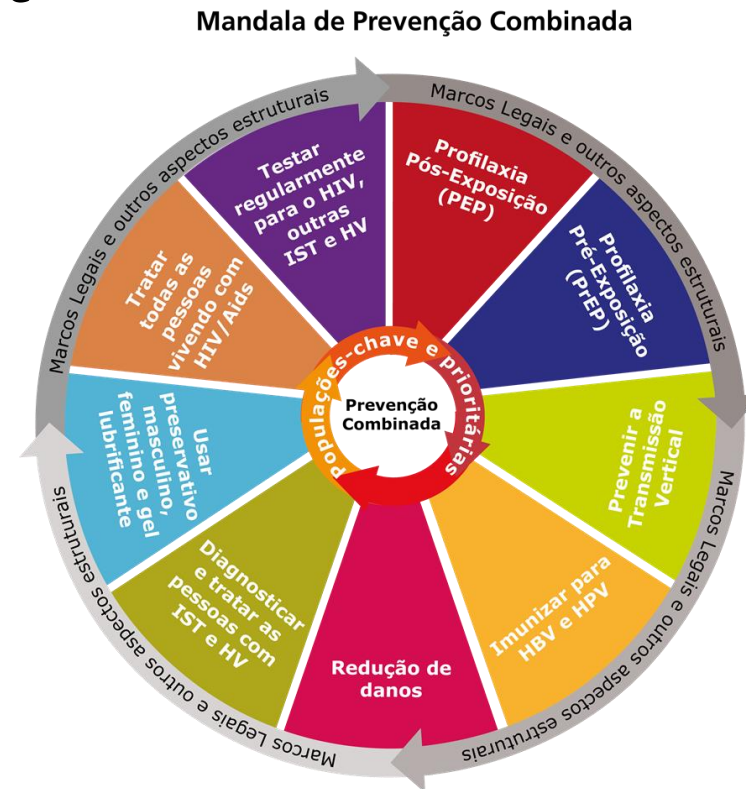 Mandala de Prevenção Combinada
Marcos Legais e outros aspectos estruturais
Marcos Legais e outros aspectos estruturais
Marcos Legais e outros aspectos estruturais
Marcos Legais e outros aspectos estruturais
Profilaxia
Pós-Exposição
(PEP)
Profilaxia
Pré-Exposição
(PrEP)
Prevenir a
Transmissão
Vertical
Imunizar para
HBV e HPV
Redução de
danos
Diagnosticar
e tratar as
pessoas com
IST e HV
Usar
preservativo
masculino,
feminino e gel
lubrificante
Tratar
todas as
pessoas
vivendo com
HIV/Aids
Testar
regularmente
para o HIV,
outras
IST e HV
Populações-chave e prioritárias
Prevenção
Combinada